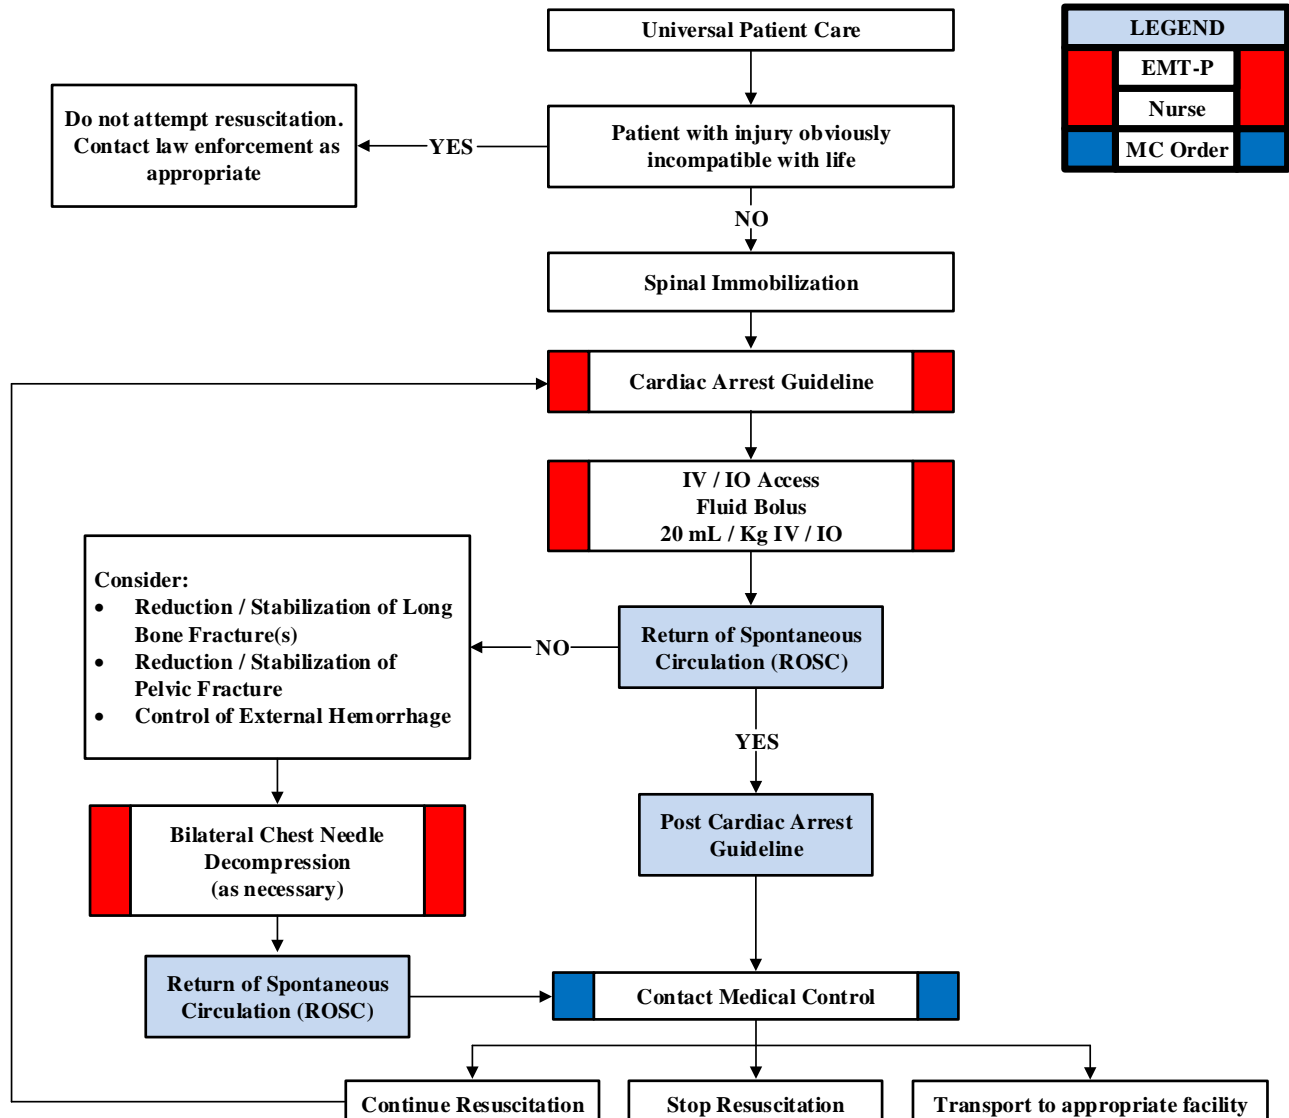 Universal Patient Care
LEGEND
EMT-P
Nurse
MC Order
Do not attempt resuscitation.
Contact law enforcement as
appropriate
YES
Patient with injury obviously
incompatible with life
NO
Spinal Immobilization
Cardiac Arrest Guideline
IV / IO Access
Fluid Bolus
20 mL / Kg IV / IO
Consider:
• Reduction / Stabilization of Long
Bone Fracture(s)
• Reduction / Stabilization of
Pelvic Fracture
• Control of External Hemorrhage
NO
Return of Spontaneous
Circulation (ROSC)
YES
Bilateral Chest Needle
Decompression
(as necessary)
Post Cardiac Arrest
Guideline
Return of Spontaneous
Circulation (ROSC)
Contact Medical Control
Continue Resuscitation
Stop Resuscitation
Transport to appropriate facility